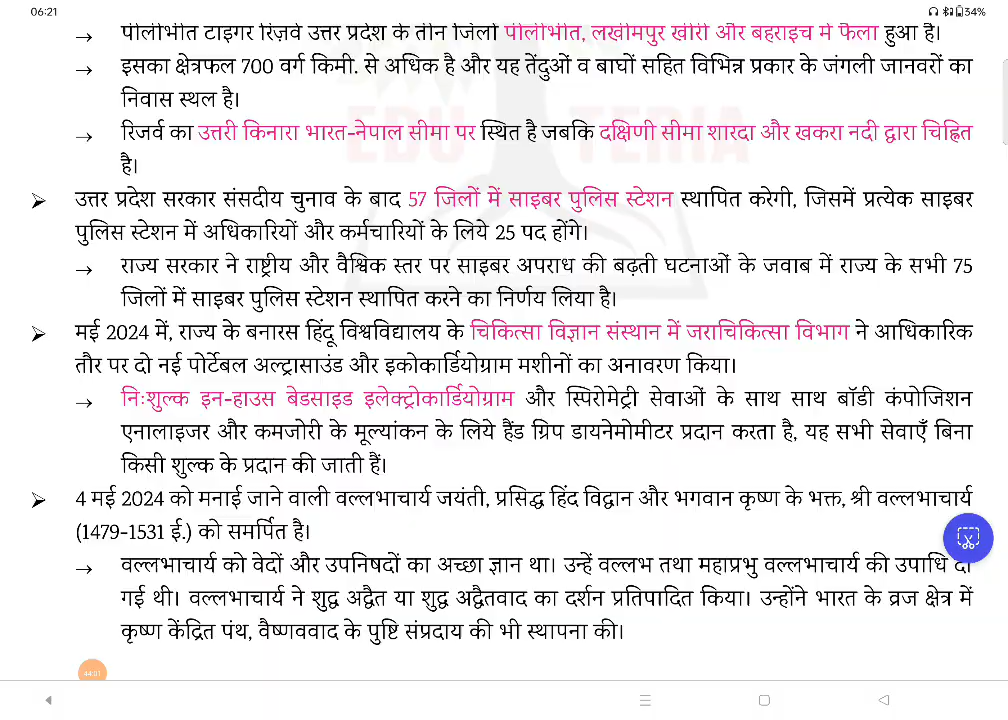 06:21
34%
→ पीलीभीत टाइगर रिज़र्व उत्तर प्रदेश के तीन जिलों पीलीभीत, लखीमपुर खीरी और बहराइच में फैला हुआ है।
→ इसका क्षेत्रफल 700 वर्ग किमी. से अधिक है और यह तेंदुओं व बाघों सहित विभिन्न प्रकार के जंगली जानवरों का
निवास स्थल है।
→ रिजर्व का उत्तरी किनारा भारत-नेपाल सीमा पर स्थित है जबकि दक्षिणी सीमा शारदा और खकरा नदी द्वारा चिह्नित
है।
EDUTERIA
➢ उत्तर प्रदेश सरकार संसदीय चुनाव के बाद 57 जिलों में साइबर पुलिस स्टेशन स्थापित करेगी, जिसमें प्रत्येक साइबर
पुलिस स्टेशन में अधिकारियों और कर्मचारियों के लिये 25 पद होंगे।
→ राज्य सरकार ने राष्ट्रीय और वैश्विक स्तर पर साइबर अपराध की बढ़ती घटनाओं के जवाब में राज्य के सभी 75
जिलों में साइबर पुलिस स्टेशन स्थापित करने का निर्णय लिया है।
➢ मई 2024 में, राज्य के बनारस हिंदू विश्वविद्यालय के चिकित्सा विज्ञान संस्थान में जराचिकित्सा विभाग ने आधिकारिक
तौर पर दो नई पोर्टेबल अल्ट्रासाउंड और इकोकार्डियोग्राम मशीनों का अनावरण किया।
→ निःशुल्क इन-हाउस बेडसाइड इलेक्ट्रोकार्डियोग्राम और स्पिरोमेट्री सेवाओं के साथ साथ बॉडी कंपोजिशन
एनालाइजर और कमजोरी के मूल्यांकन के लिये हैंड ग्रिप डायनेमोमीटर प्रदान करता है, यह सभी सेवाएँ बिना
किसी शुल्क के प्रदान की जाती हैं।
➢ 4 मई 2024 को मनाई जाने वाली वल्लभाचार्य जयंती, प्रसिद्ध हिंद विद्वान और भगवान कृष्ण के भक्त, श्री वल्लभाचार्य
(1479-1531 ई.) को समर्पित है।
→ वल्लभाचार्य को वेदों और उपनिषदों का अच्छा ज्ञान था। उन्हें वल्लभ तथा महाप्रभु वल्लभाचार्य की उपाधि दी
गई थी। वल्लभाचार्य ने शुद्ध अद्वैत या शुद्ध अद्वैतवाद का दर्शन प्रतिपादित किया। उन्होंने भारत के व्रज क्षेत्र में
कृष्ण केंद्रित पंथ, वैष्णववाद के पुष्टि संप्रदाय की भी स्थापना की।